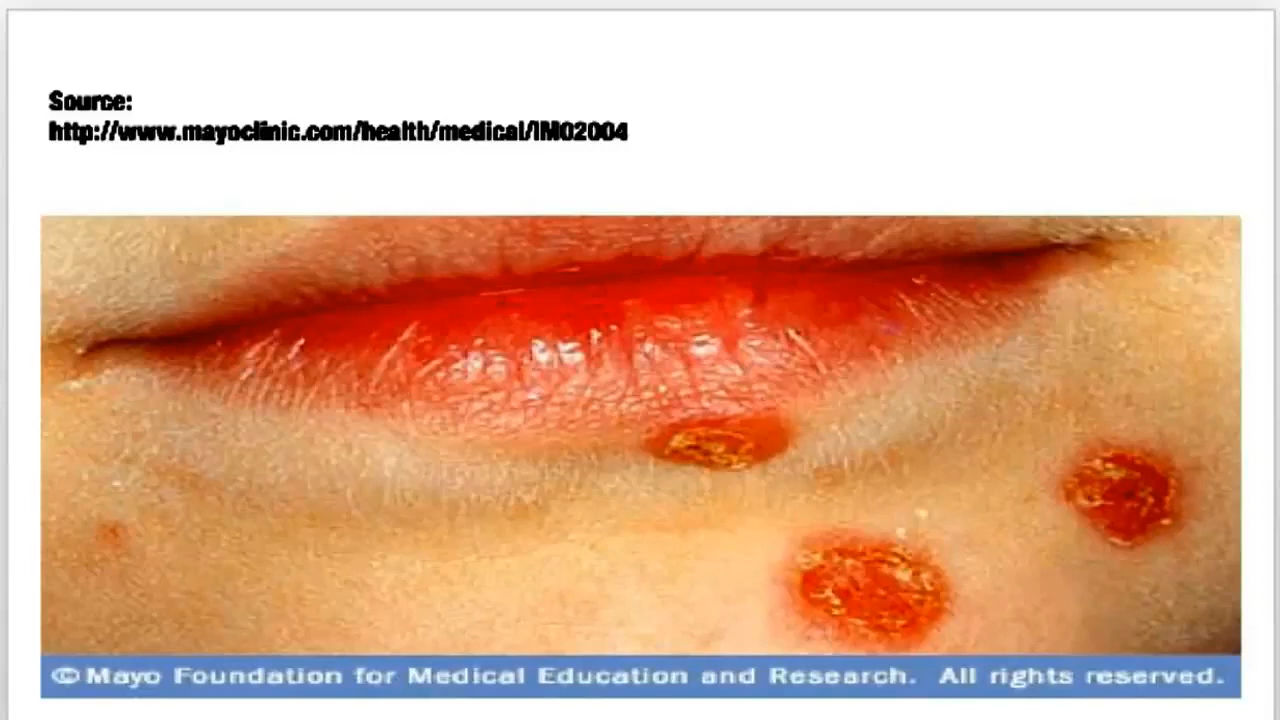 Source:
http://www.mayoclinic.com/health/medical/IM02004
© Mayo Foundation for Medical Education and Research. All rights reserved.